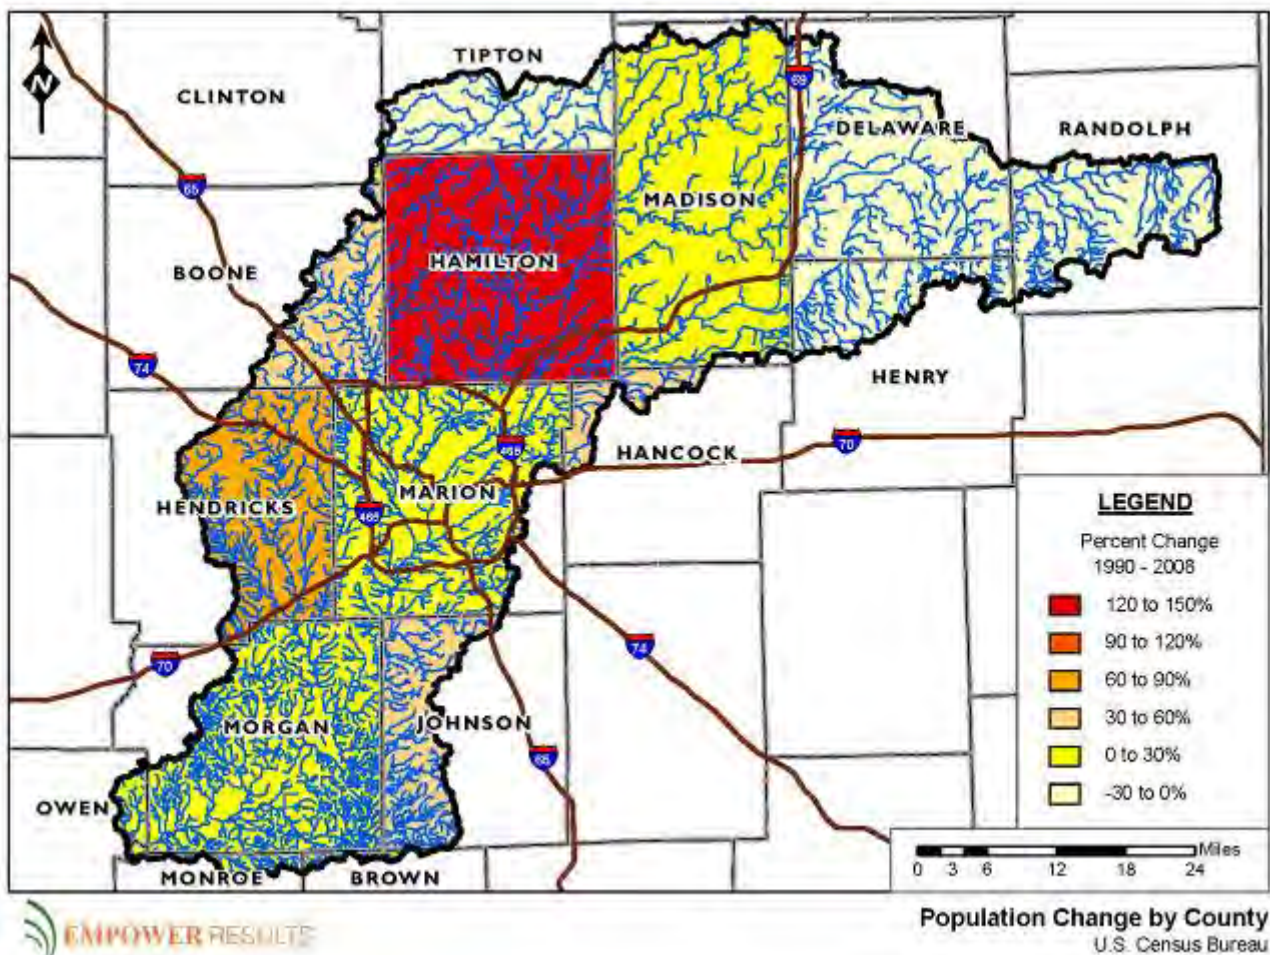 N
TIPTON
CLINTON
69
DELAWARE
RANDOLPH
65
MADISON
HAMILTON
BOONE
74
HENRY
70
465
HANCOCK
MARION
HENDRICKS
465
LEGEND
Percent Change
1990 - 2008
120 to 150%
90 to 120%
60 to 90%
30 to 60%
0 to 30%
-30 to 0%
74
70
MORGAN
JOHNSON
65
OWEN
MONROE
BROWN
Miles
0 3 6 12 18 24
EMPOWER RESULTS
Population Change by County
U.S. Census Bureau